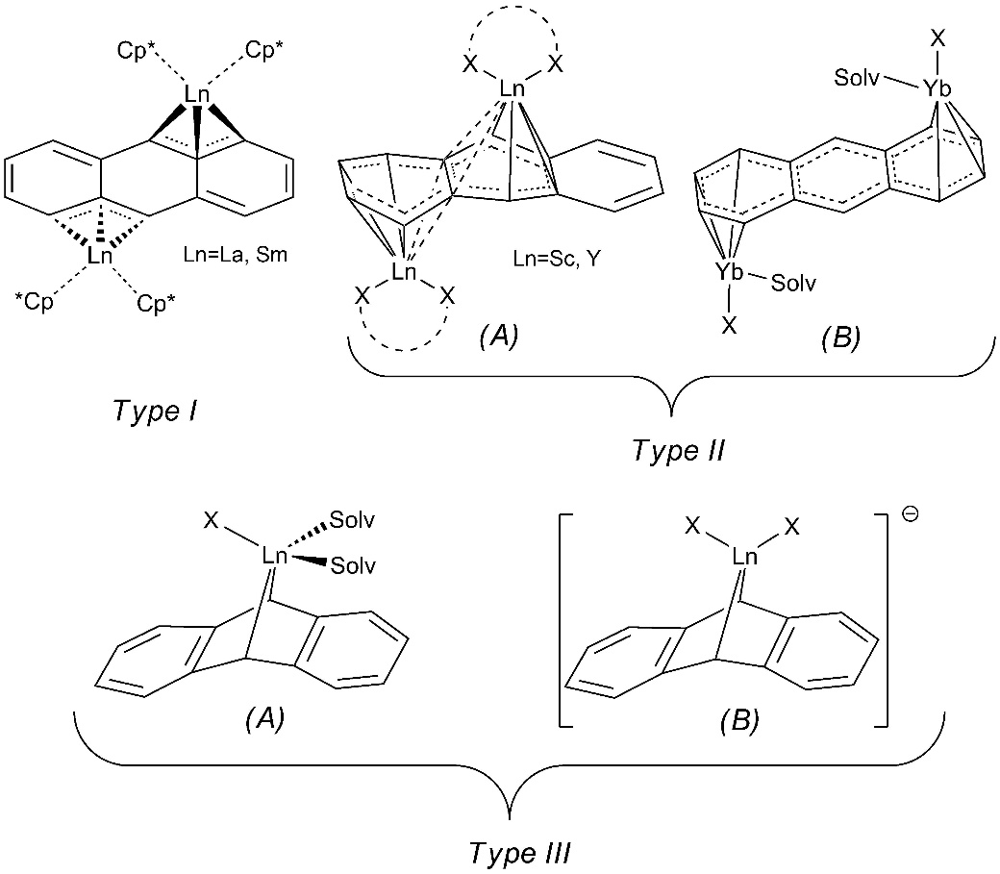 Cp* Cp*
Ln
Ln
Ln=La, Sm
*Cp Cp*
Type I
X X
Ln
Ln
X X
Ln=Sc, Y
(A)
X
Solv Yb
Yb Solv
X
(B)
Type II
X Solv
Ln
Solv
(A)
X X
Ln
⊖
(B)
Type III